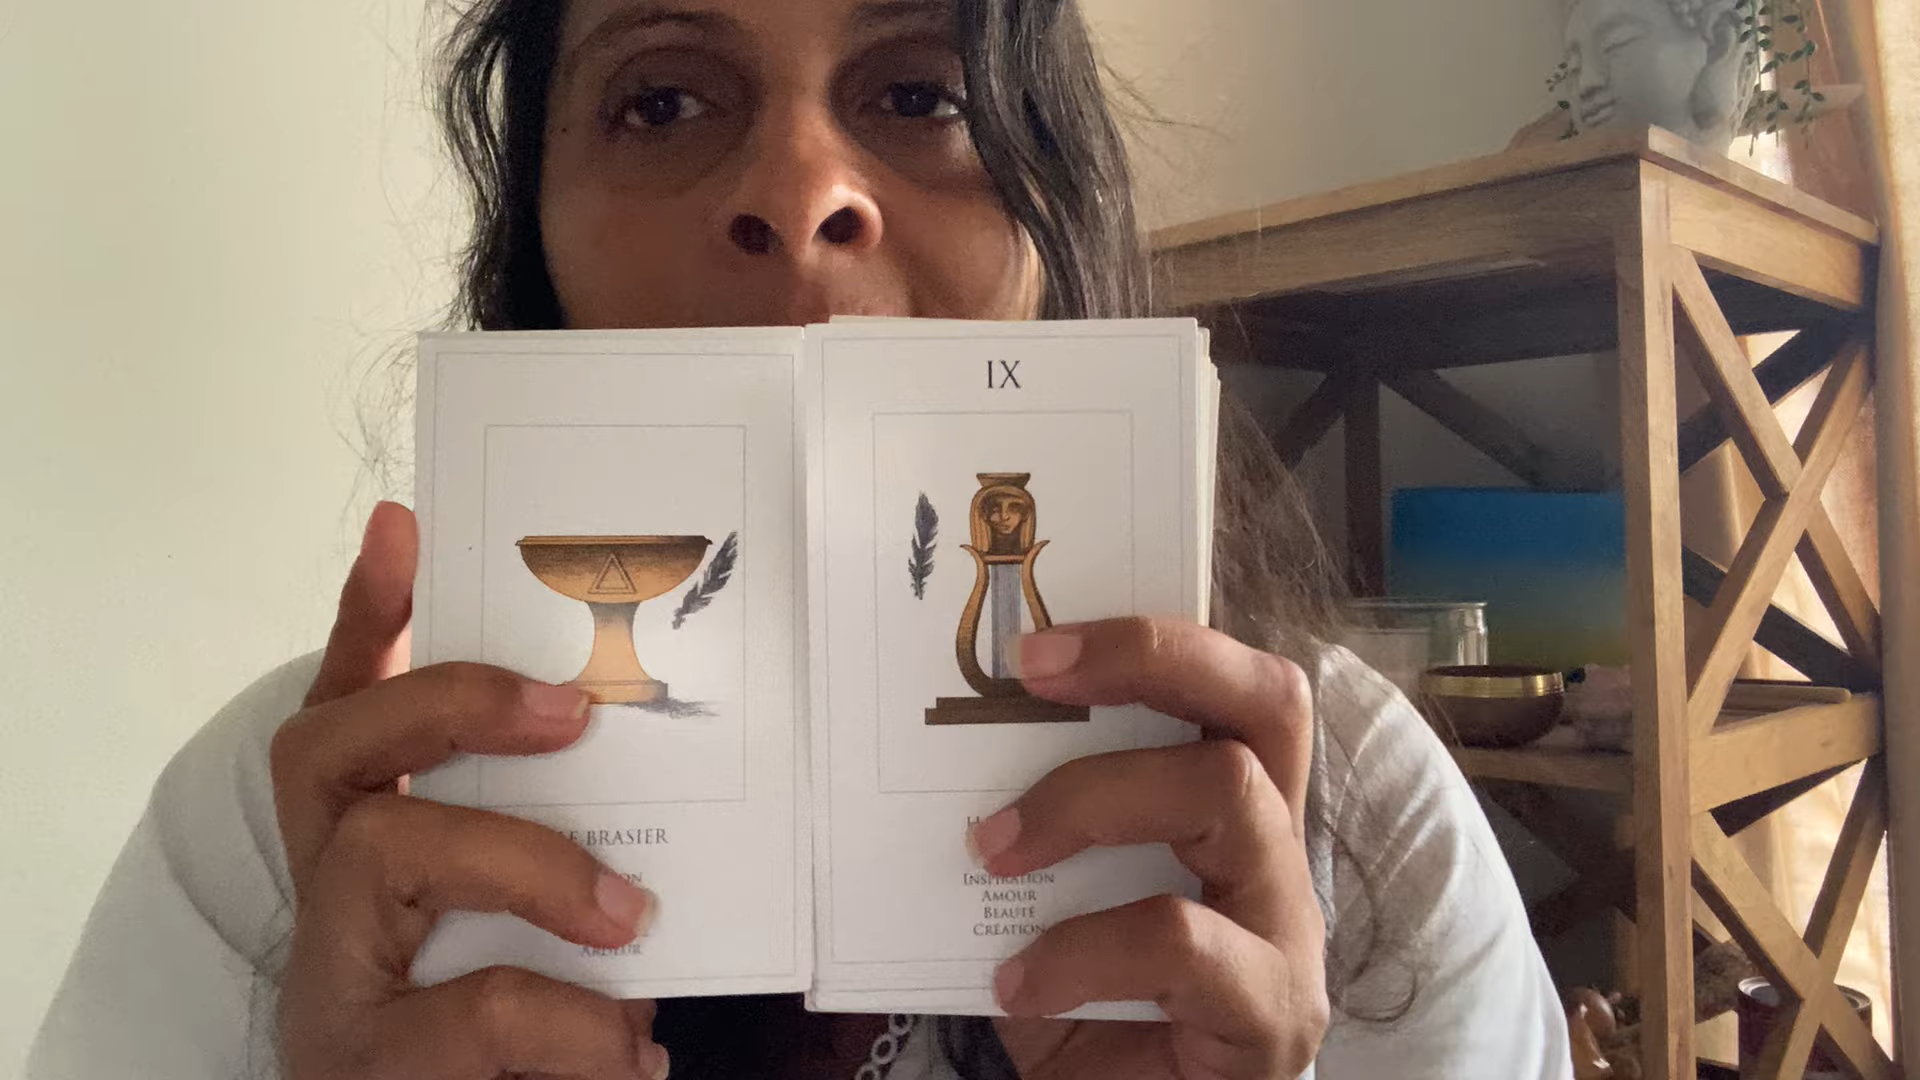 BRASIER
ARDEUR
IX
INSPIRATION
AMOUR
BEAUTÉ
CRÉATION